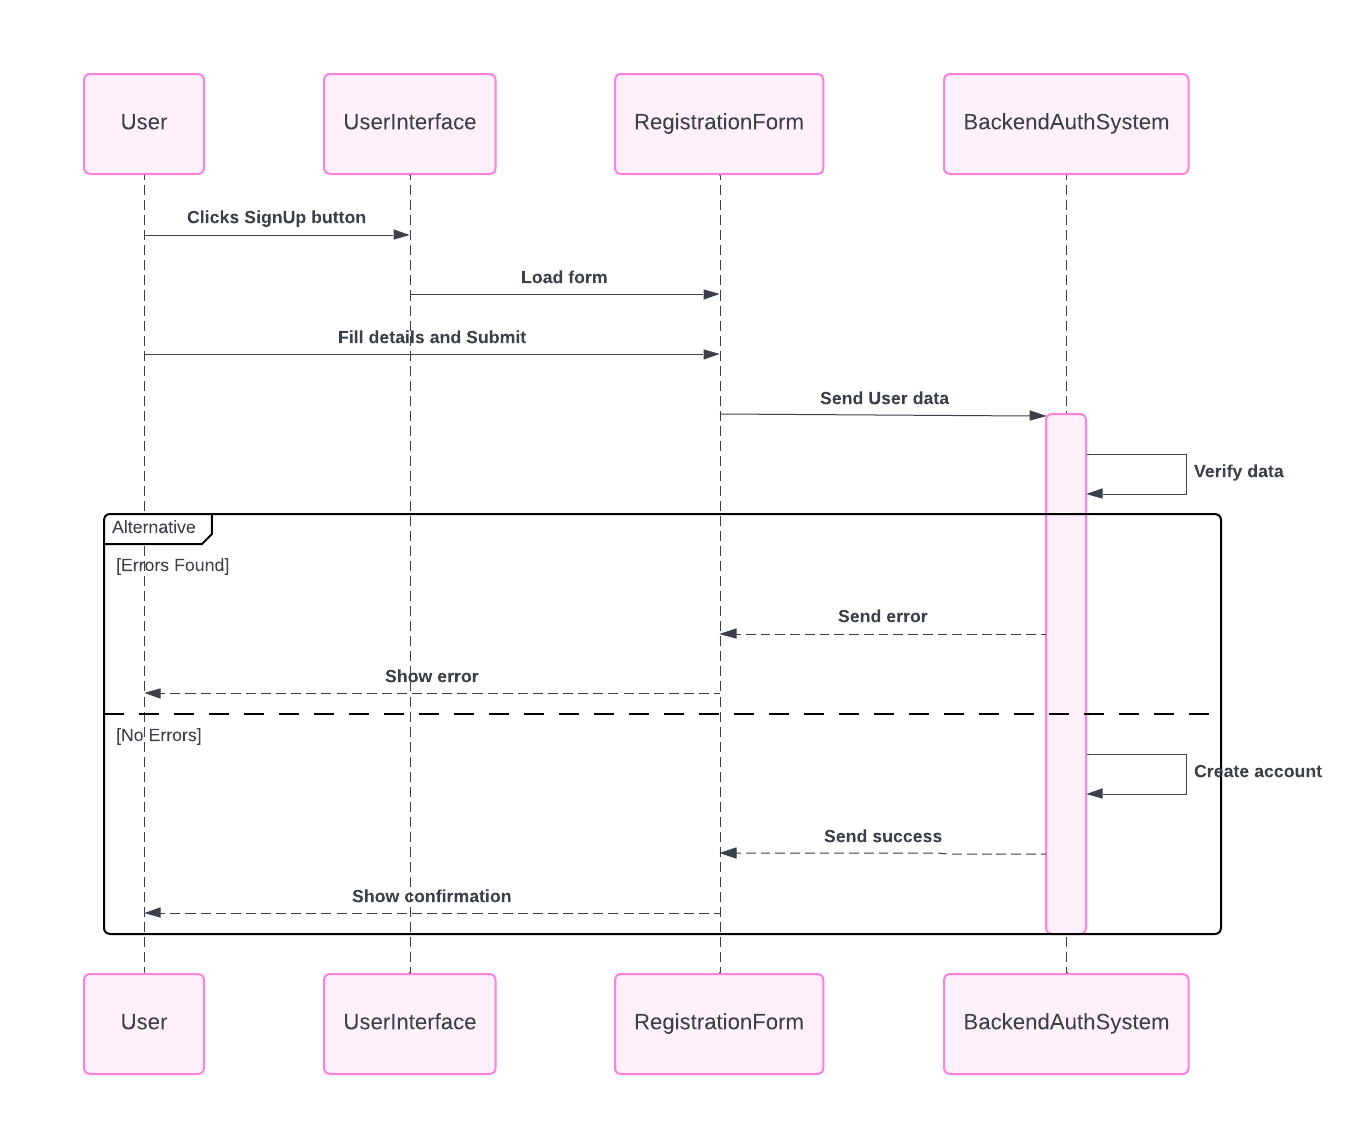 User
UserInterface
RegistrationForm
BackendAuthSystem
Clicks SignUp button
Load form
Fill details and Submit
Send User data
Verify data
Alternative
[Errors Found]
Send error
Show error
[No Errors]
Create account
Send success
Show confirmation
User
UserInterface
RegistrationForm
BackendAuthSystem